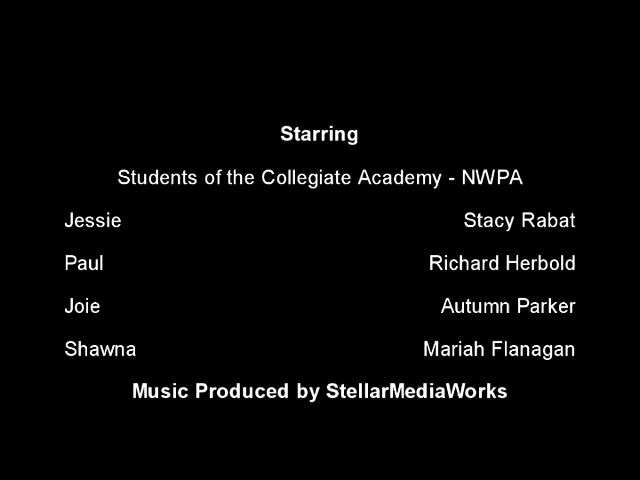 Starring
Students of the Collegiate Academy - NWPA
Jessie Stacy Rabat
Paul Richard Herbold
Joie Autumn Parker
Shawna Mariah Flanagan
Music Produced by StellarMediaWorks